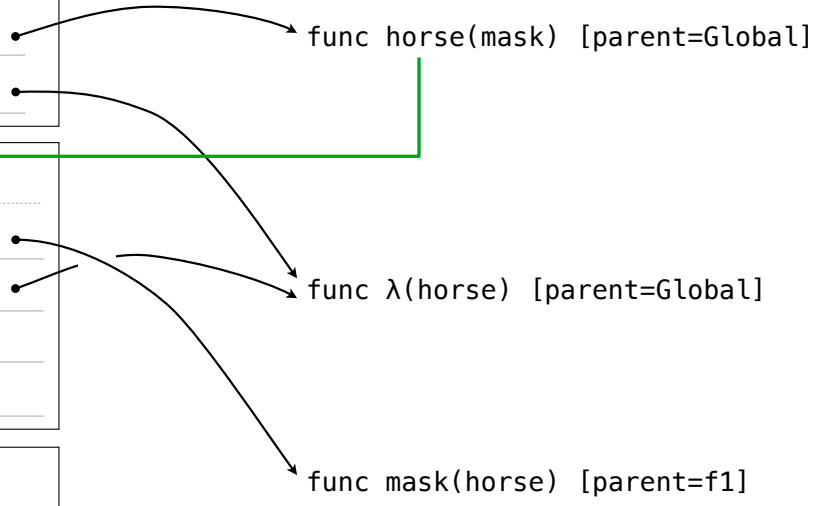 func horse(mask) [parent=Global]
func λ(horse) [parent=Global]
func mask(horse) [parent=f1]